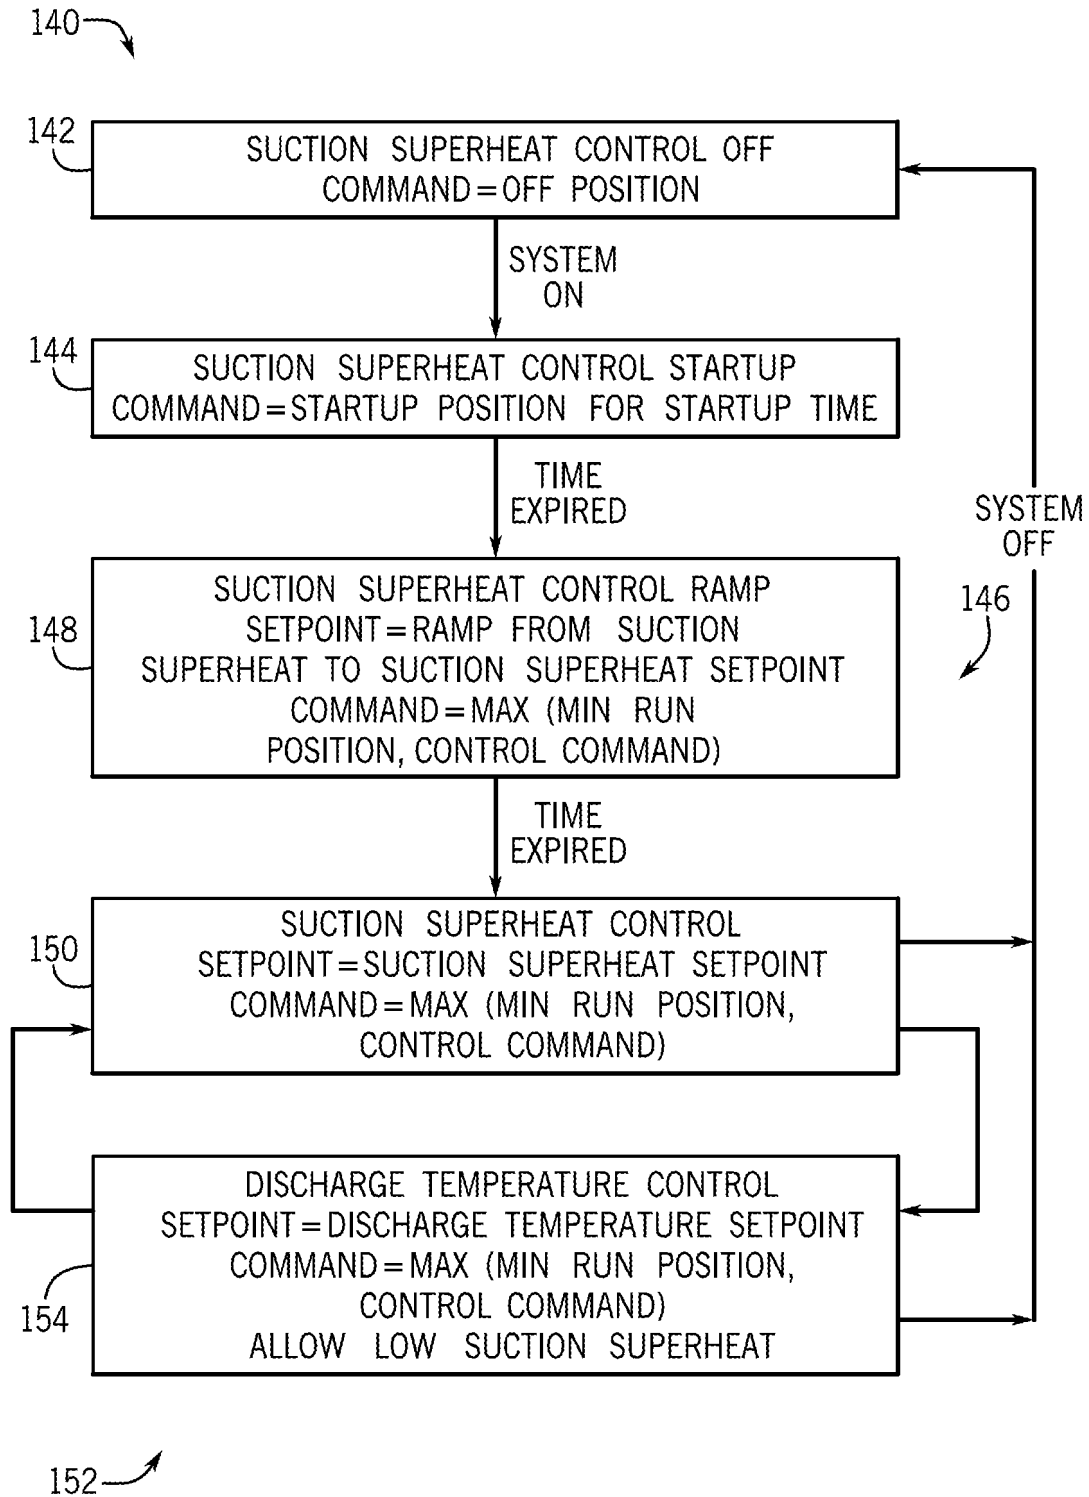 140
142
SUCTION SUPERHEAT CONTROL OFF
COMMAND=OFF POSITION
SYSTEM
ON
144
SUCTION SUPERHEAT CONTROL STARTUP
COMMAND=STARTUP POSITION FOR STARTUP TIME
TIME
EXPIRED
SYSTEM
OFF
146
148
SUCTION SUPERHEAT CONTROL RAMP
SETPOINT=RAMP FROM SUCTION
SUPERHEAT TO SUCTION SUPERHEAT SETPOINT
COMMAND=MAX (MIN RUN
POSITION, CONTROL COMMAND)
TIME
EXPIRED
150
SUCTION SUPERHEAT CONTROL
SETPOINT=SUCTION SUPERHEAT SETPOINT
COMMAND=MAX (MIN RUN POSITION,
CONTROL COMMAND)
154
DISCHARGE TEMPERATURE CONTROL
SETPOINT=DISCHARGE TEMPERATURE SETPOINT
COMMAND=MAX (MIN RUN POSITION,
CONTROL COMMAND)
ALLOW LOW SUCTION SUPERHEAT
152